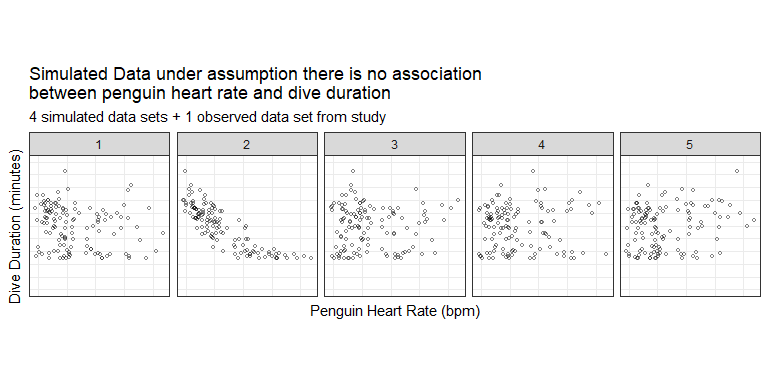 Simulated Data under assumption there is no association
between penguin heart rate and dive duration
4 simulated data sets + 1 observed data set from study
1
2
3
4
5
Dive Duration (minutes)
Penguin Heart Rate (bpm)